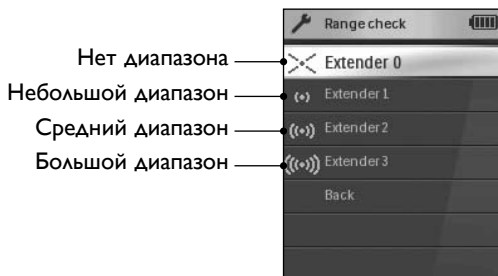 Range check
Нет диапазона
Extender 0
Небольшой диапазон
Extender 1
Средний диапазон
Extender 2
Большой диапазон
Extender 3
Back